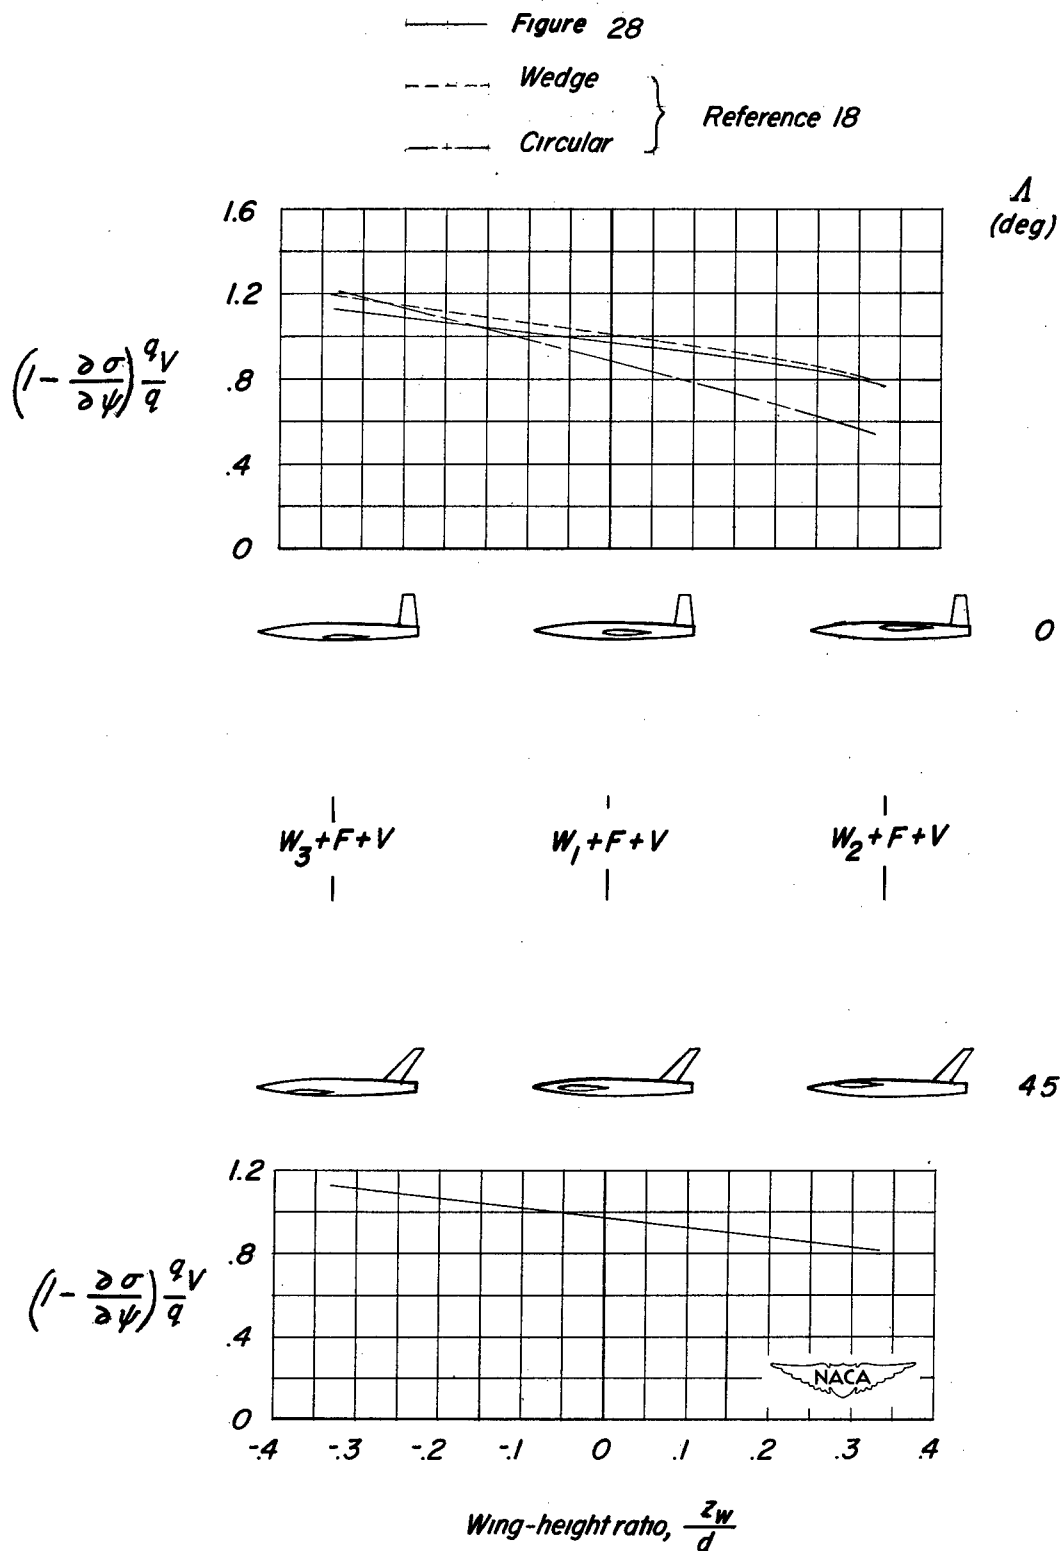 Figure 28
Wedge
Circular
Reference 18
Λ
(deg)
1.6
1.2
.8
.4
0
(1 - ∂σ/∂ψ) qV/q
0
W3+F+V W1+F+V W2+F+V
45
1.2
.8
.4
0
(1 - ∂σ/∂ψ) qV/q
NACA
-.4 -.3 -.2 -.1 0 .1 .2 .3 .4
Wing-height ratio, zw/d